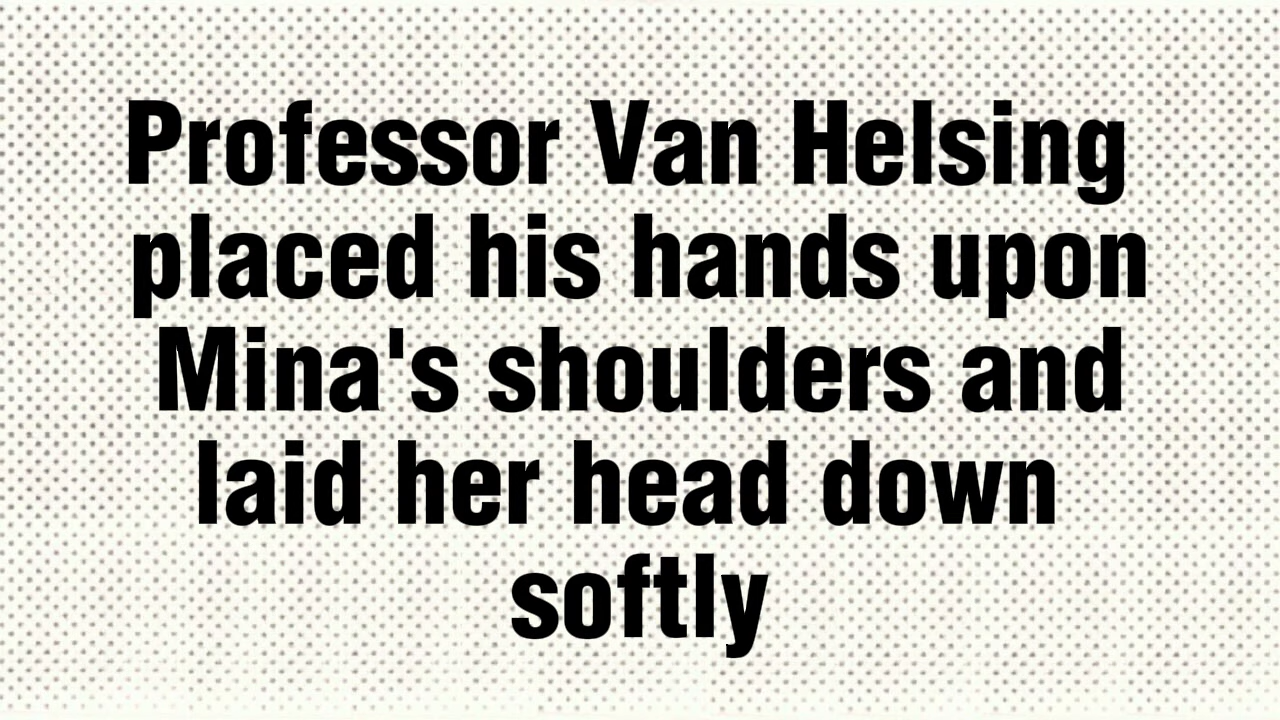 Professor Van Helsing
placed his hands upon
Mina's shoulders and
laid her head down
softly